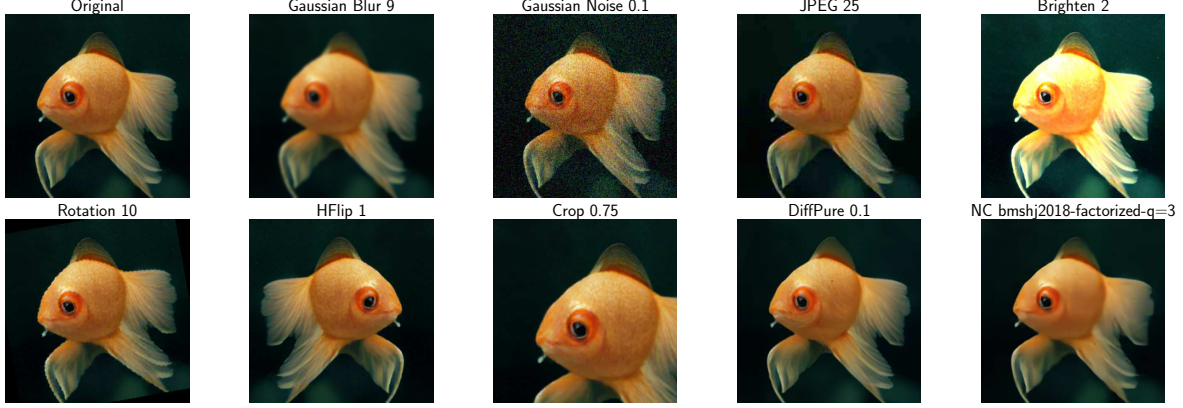 Original
Gaussian Blur 9
Gaussian Noise 0.1
JPEG 25
Brighten 2
Rotation 10
HFlip 1
Crop 0.75
DiffPure 0.1
NC bmshj2018-factorized-q=3